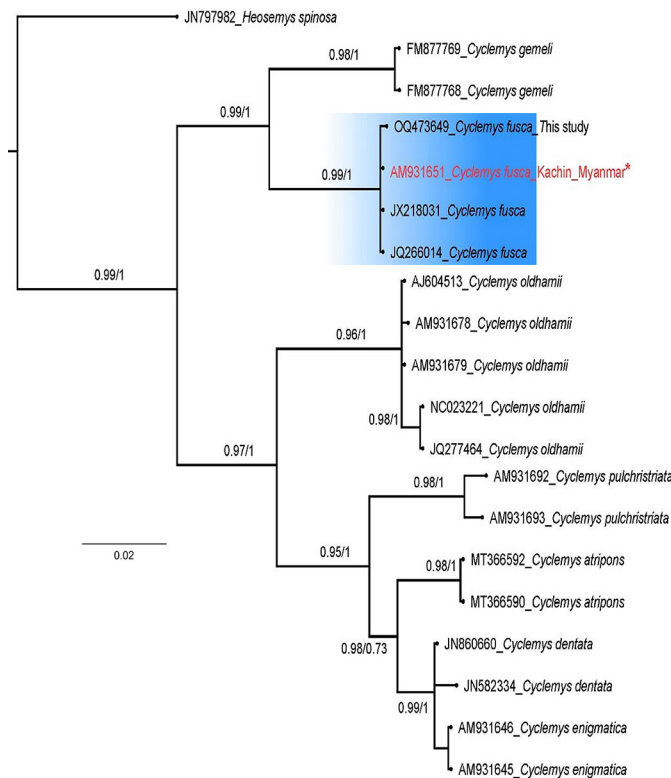 JN797982_Heosemys spinosa
0.98/1
FM877769_Cyclemys gemeli
FM877768_Cyclemys gemeli
0.99/1
OQ473649_Cyclemys fusca_This study
0.99/1
AM931651_Cyclemys fusca_Kachin_Myanmar*
JX218031_Cyclemys fusca
JQ266014_Cyclemys fusca
0.99/1
AJ604513_Cyclemys oldhamii
0.96/1
AM931678_Cyclemys oldhamii
AM931679_Cyclemys oldhamii
NC023221_Cyclemys oldhamii
0.98/1
JQ277464_Cyclemys oldhamii
0.97/1
0.98/1
AM931692_Cyclemys pulchristriata
AM931693_Cyclemys pulchristriata
0.02
0.95/1
0.98/1
MT366592_Cyclemys atripons
MT366590_Cyclemys atripons
0.98/0.73
JN860660_Cyclemys dentata
JN582334_Cyclemys dentata
0.99/1
AM931646_Cyclemys enigmatica
AM931645_Cyclemys enigmatica